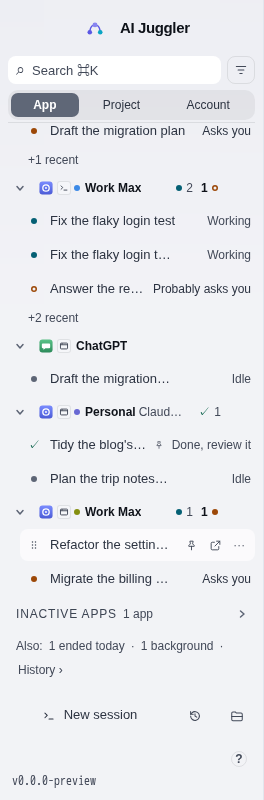 AI Juggler
Search ⌘K
App Project Account
Draft the migration plan Asks you
+1 recent
Work Max 2 1
Fix the flaky login test Working
Fix the flaky login t… Working
Answer the re… Probably asks you
+2 recent
ChatGPT
Draft the migration… Idle
Personal Claud… ✓ 1
✓ Tidy the blog's… Done, review it
Plan the trip notes… Idle
Work Max 1 1
Refactor the settin… ···
Migrate the billing … Asks you
INACTIVE APPS 1 app
Also: 1 ended today · 1 background ·
History ›
New session
?
v0.0.0-preview